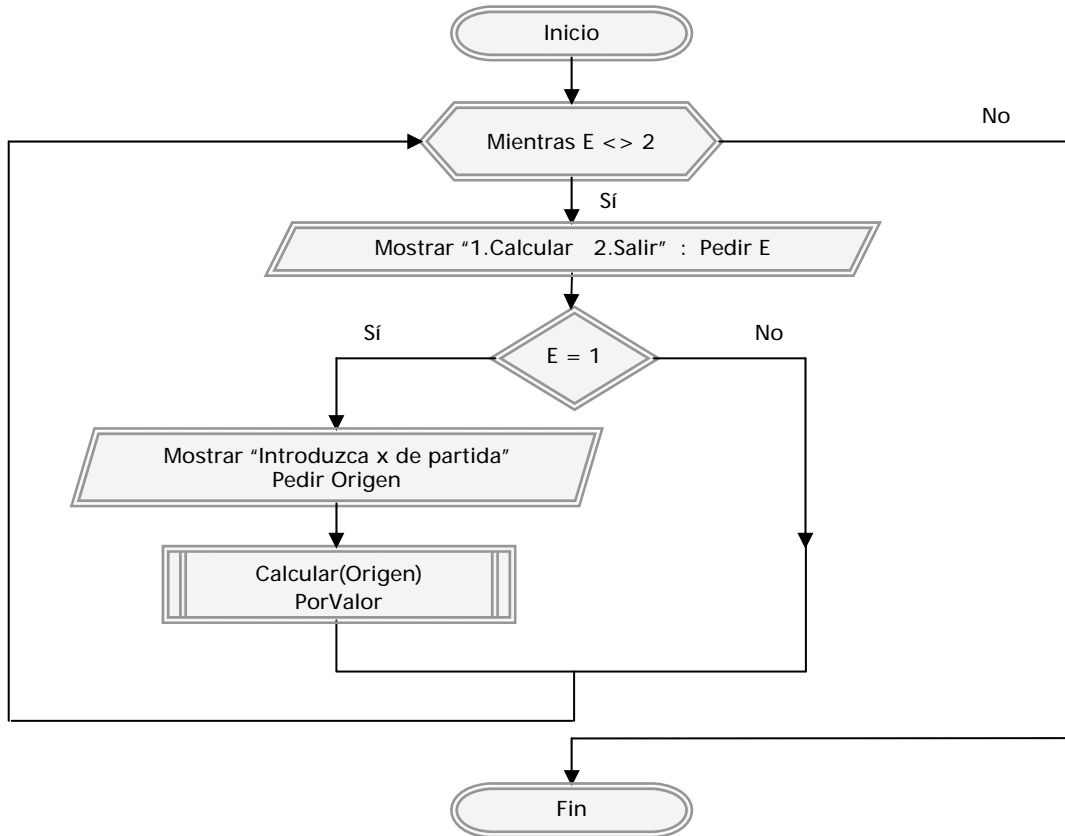 Inicio
No
Mientras E <> 2
Sí
Mostrar “1.Calcular 2.Salir” : Pedir E
Sí
No
E = 1
Mostrar “Introduzca x de partida”
Pedir Origen
Calcular(Origen)
PorValor
Fin